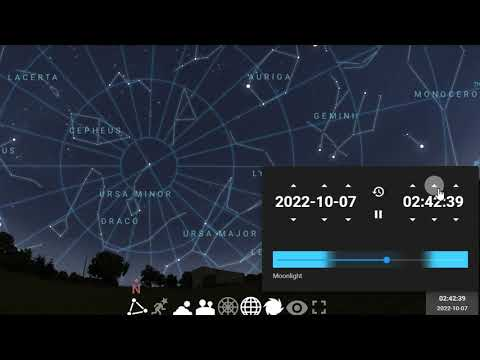 LACERTA
AURIGA
MONOCERO
GEMINI
CEPHEUS
US
LY
URSA MINOR
DRACO
URSA MAJOR
LE
2022-10-07
02:42:39
Moonlight
N
02:42:39
2022-10-07